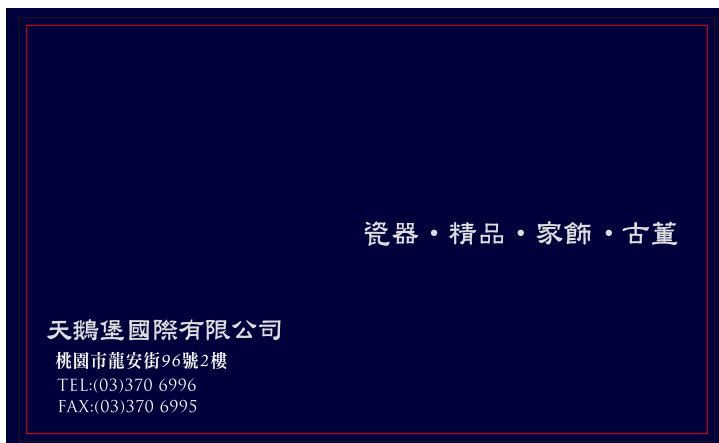 瓷器・精品・家飾・古董
天鵝堡國際有限公司
桃園市龍安街96號2樓
TEL:(03)370 6996
FAX:(03)370 6995